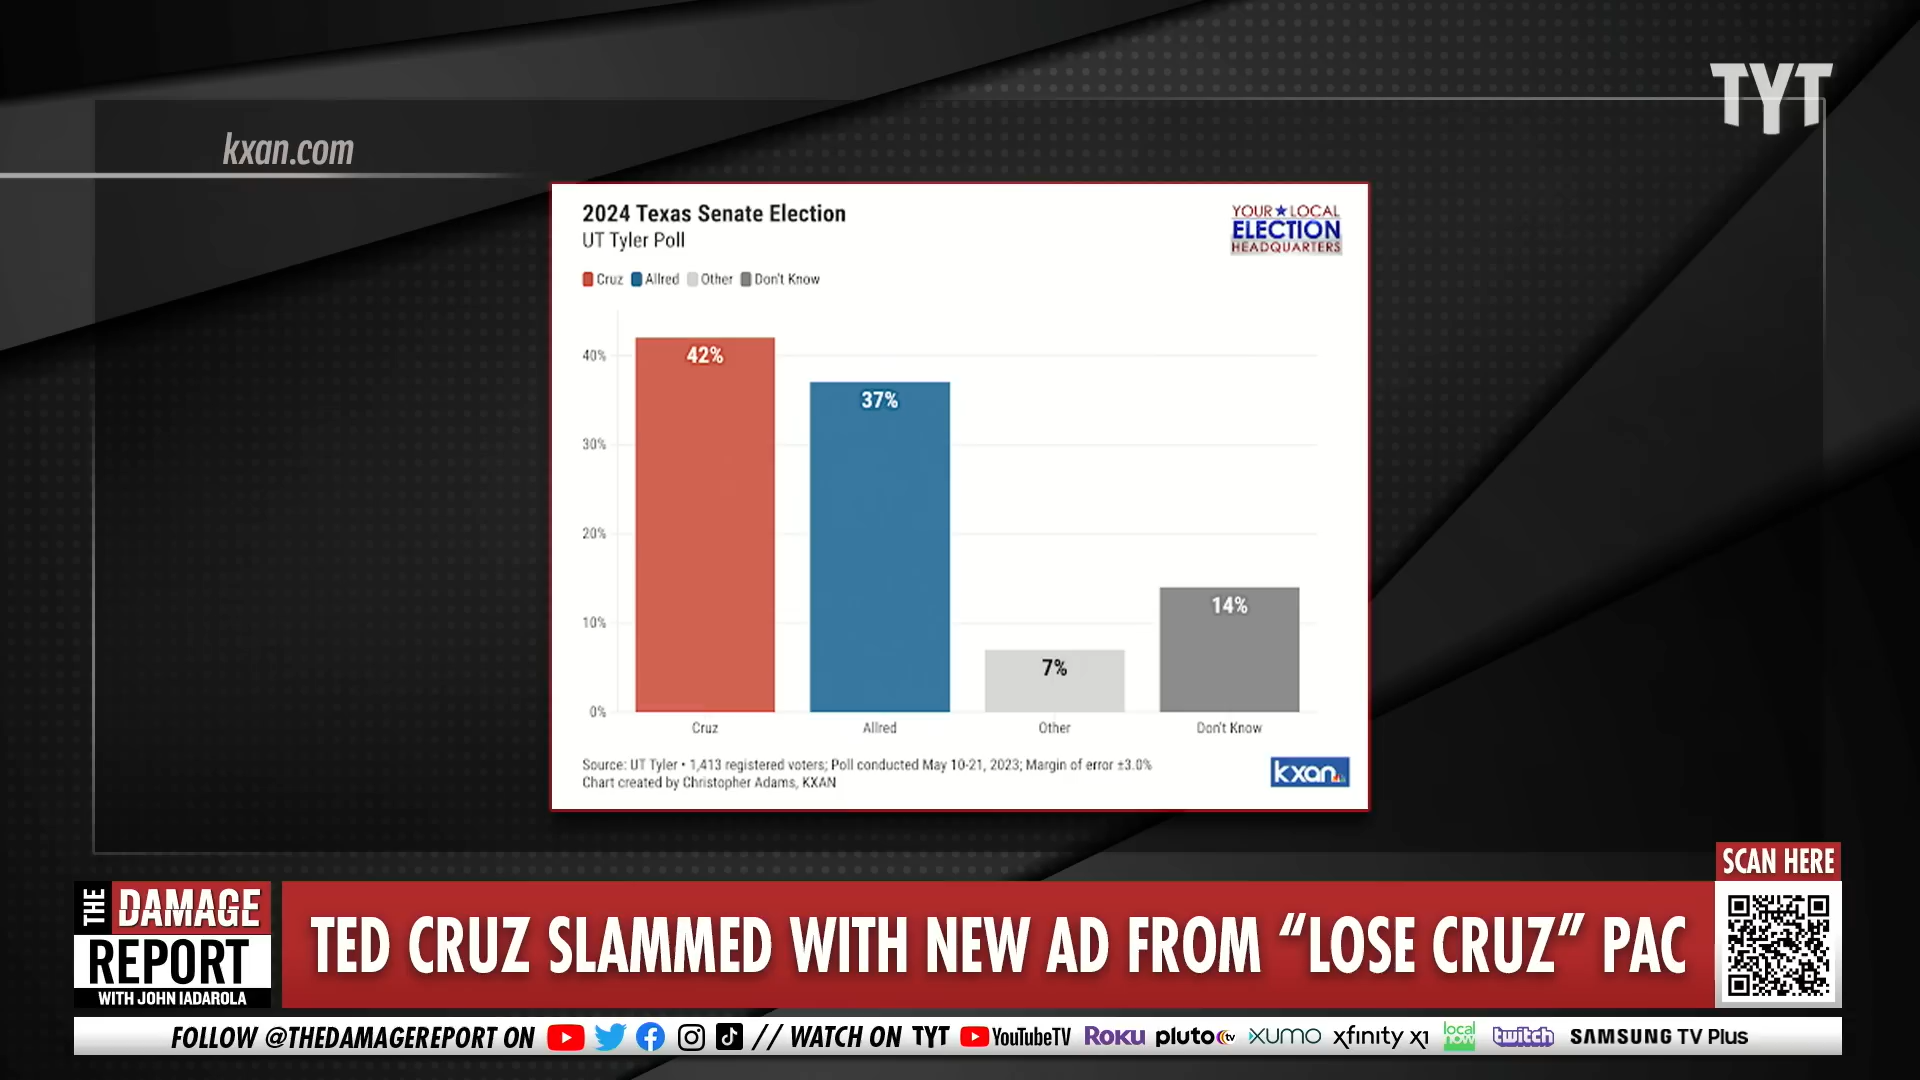 TYT
kxan.com
2024 Texas Senate Election
UT Tyler Poll
YOUR★LOCAL
ELECTION
HEADQUARTERS
Cruz Allred Other Don't Know
42%
37%
7%
14%
40%
30%
20%
10%
0%
Cruz Allred Other Don't Know
Source: UT Tyler • 1,413 registered voters; Poll conducted May 10-21, 2023; Margin of error ±3.0%
Chart created by Christopher Adams, KXAN
kxan
SCAN HERE
THE DAMAGE
REPORT
WITH JOHN IADAROLA
TED CRUZ SLAMMED WITH NEW AD FROM “LOSE CRUZ” PAC
FOLLOW @THEDAMAGEREPORT ON // WATCH ON TYT YouTubeTV ROKU pluto tv xumo xfinity x1 local now twitch SAMSUNG TV Plus